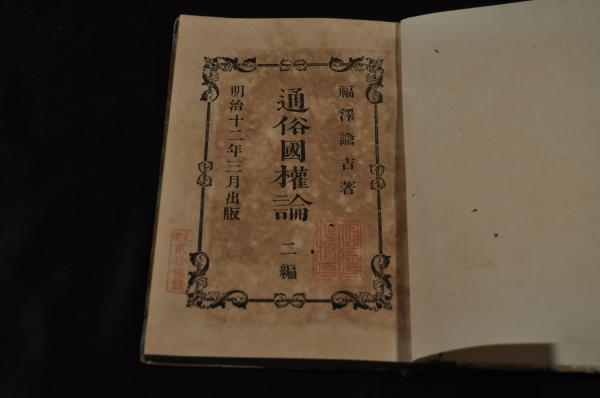 福澤諭吉著
通俗國權論 二編
明治十二年三月出版